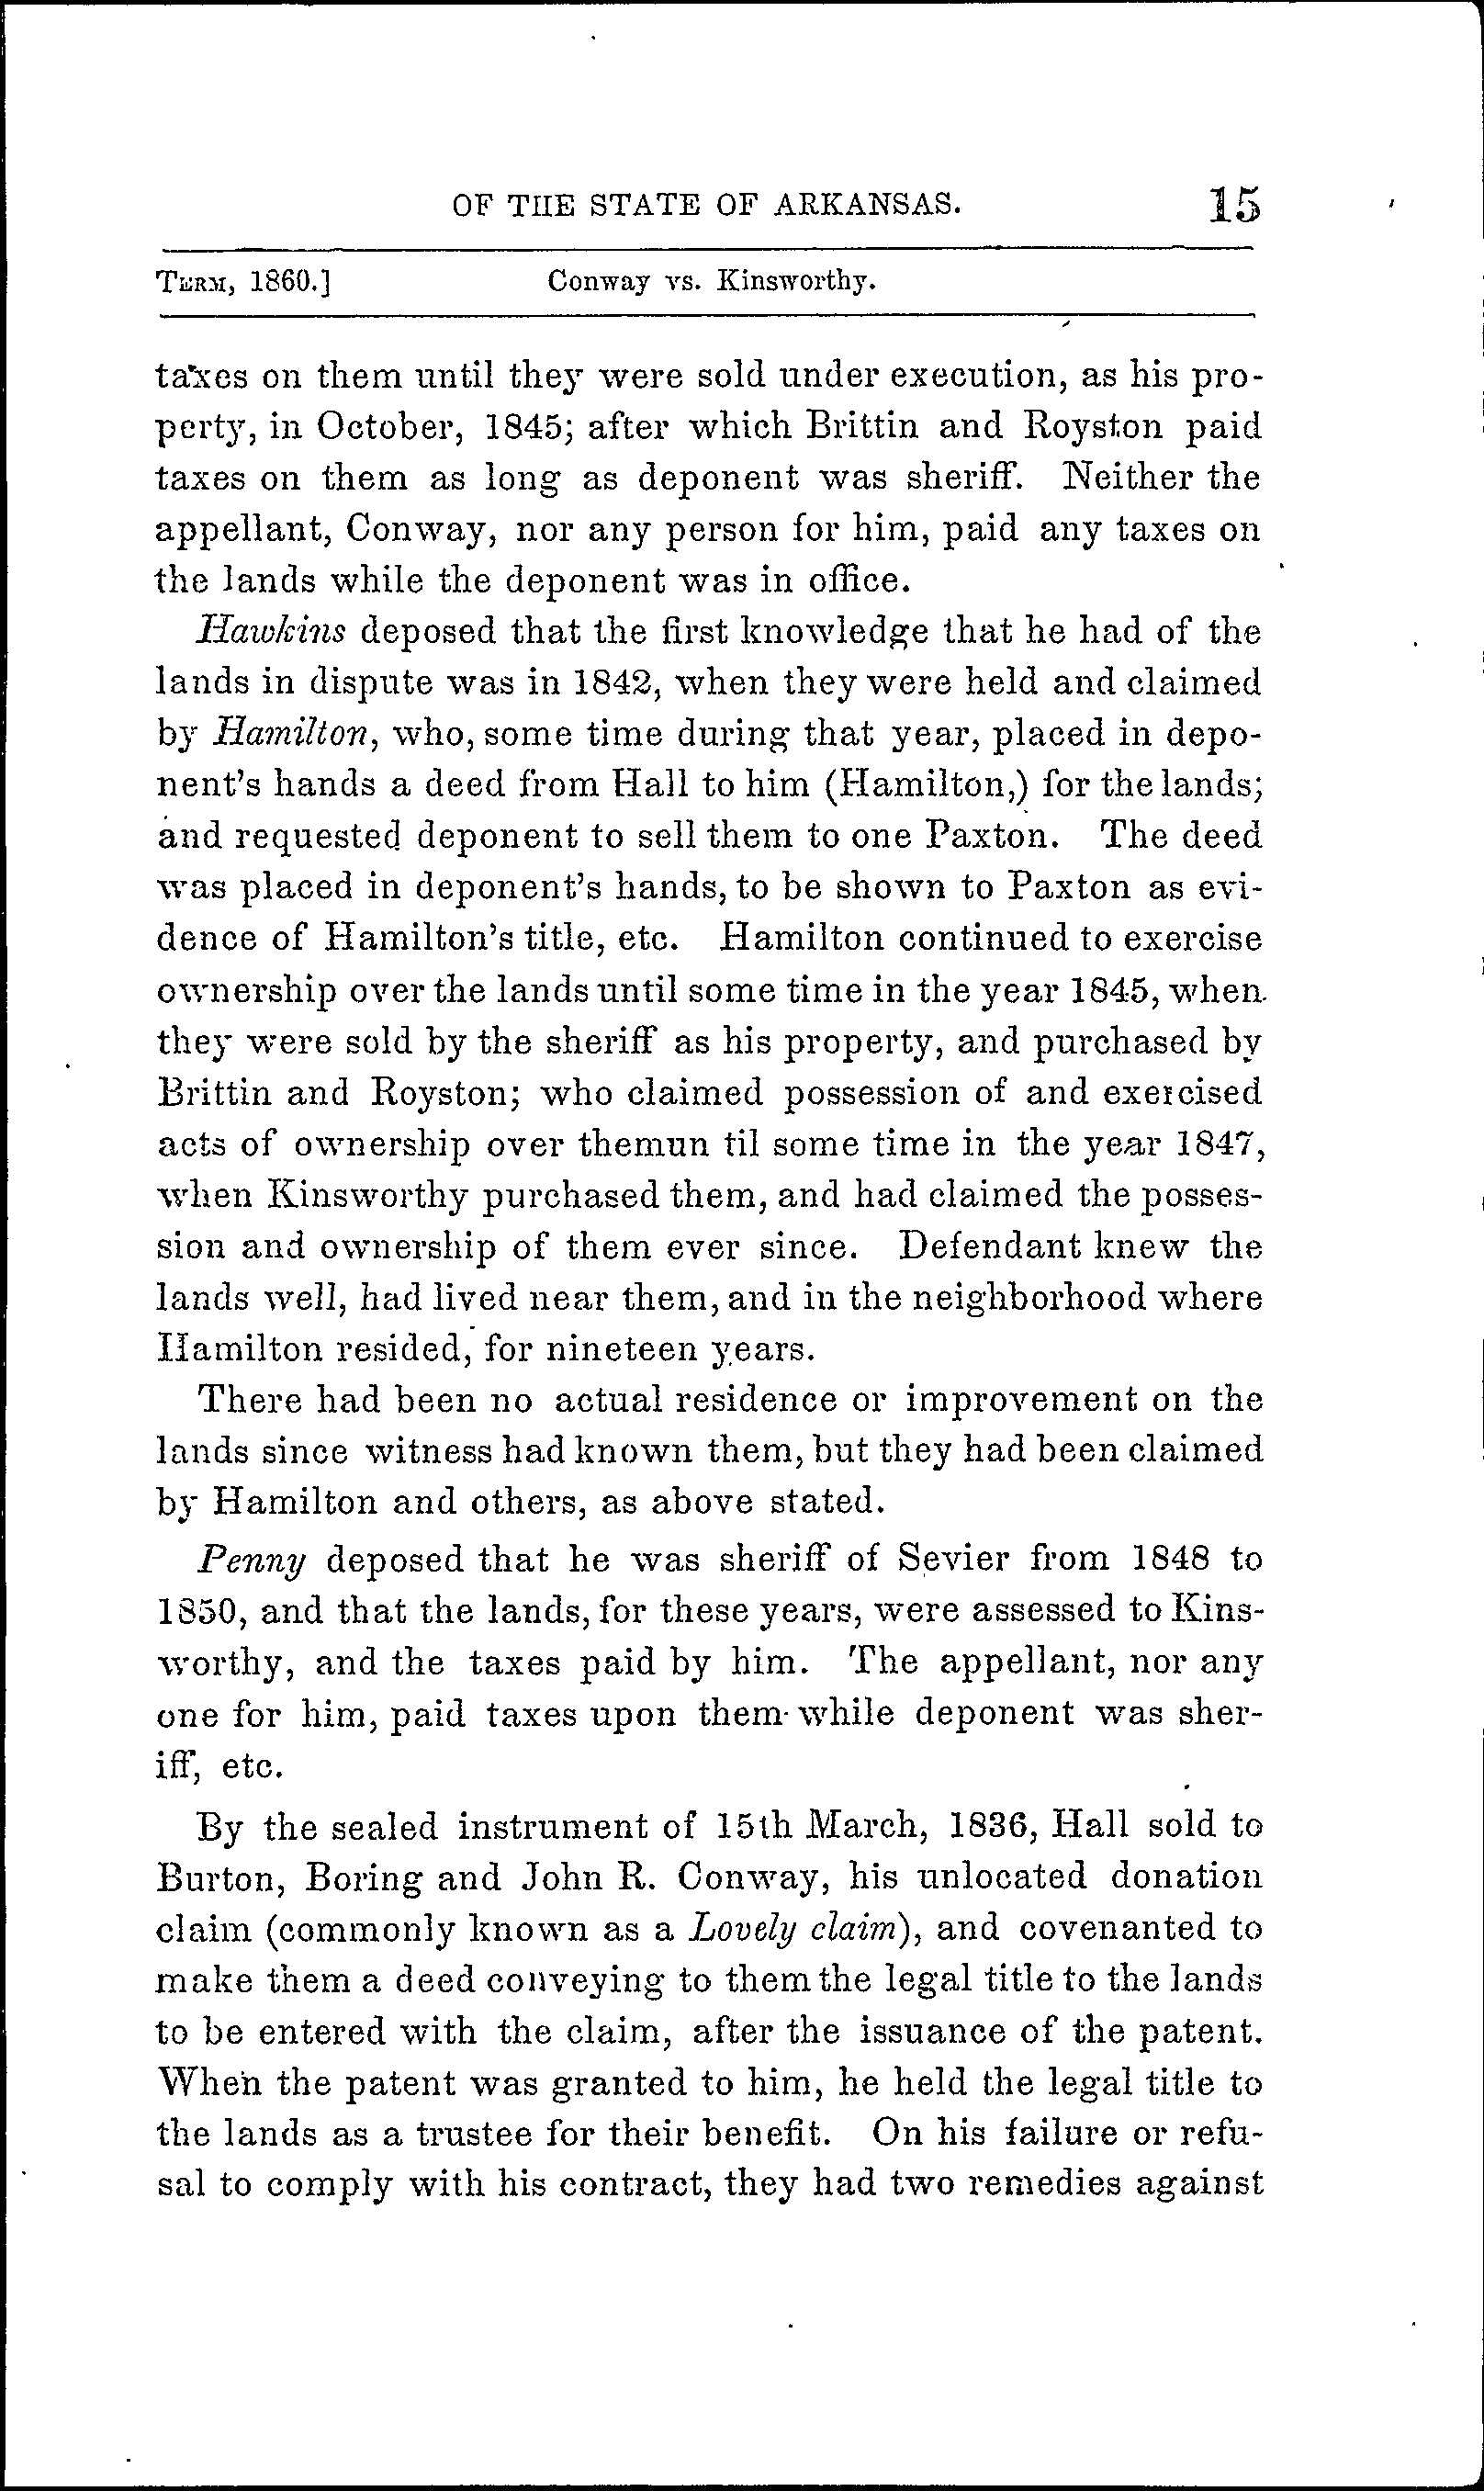 OF THE STATE OF ARKANSAS. 15
TERM, 1860.] Conway vs. Kinsworthy.
taxes on them until they were sold under execution, as his pro-
perty, in October, 1845; after which Brittin and Royston paid
taxes on them as long as deponent was sheriff. Neither the
appellant, Conway, nor any person for him, paid any taxes on
the lands while the deponent was in office.
Hawkins deposed that the first knowledge that he had of the
lands in dispute was in 1842, when they were held and claimed
by Hamilton, who, some time during that year, placed in depo-
nent's hands a deed from Hall to him (Hamilton,) for the lands;
and requested deponent to sell them to one Paxton. The deed
was placed in deponent's hands, to be shown to Paxton as evi-
dence of Hamilton's title, etc. Hamilton continued to exercise
ownership over the lands until some time in the year 1845, when
they were sold by the sheriff as his property, and purchased by
Brittin and Royston; who claimed possession of and exercised
acts of ownership over themun til some time in the year 1847,
when Kinsworthy purchased them, and had claimed the posses-
sion and ownership of them ever since. Defendant knew the
lands well, had lived near them, and in the neighborhood where
Hamilton resided, for nineteen years.
There had been no actual residence or improvement on the
lands since witness had known them, but they had been claimed
by Hamilton and others, as above stated.
Penny deposed that he was sheriff of Sevier from 1848 to
1850, and that the lands, for these years, were assessed to Kins-
worthy, and the taxes paid by him. The appellant, nor any
one for him, paid taxes upon them while deponent was sher-
iff, etc.
By the sealed instrument of 15th March, 1836, Hall sold to
Burton, Boring and John R. Conway, his unlocated donation
claim (commonly known as a Lovely claim), and covenanted to
make them a deed conveying to them the legal title to the lands
to be entered with the claim, after the issuance of the patent.
When the patent was granted to him, he held the legal title to
the lands as a trustee for their benefit. On his failure or refu-
sal to comply with his contract, they had two remedies against